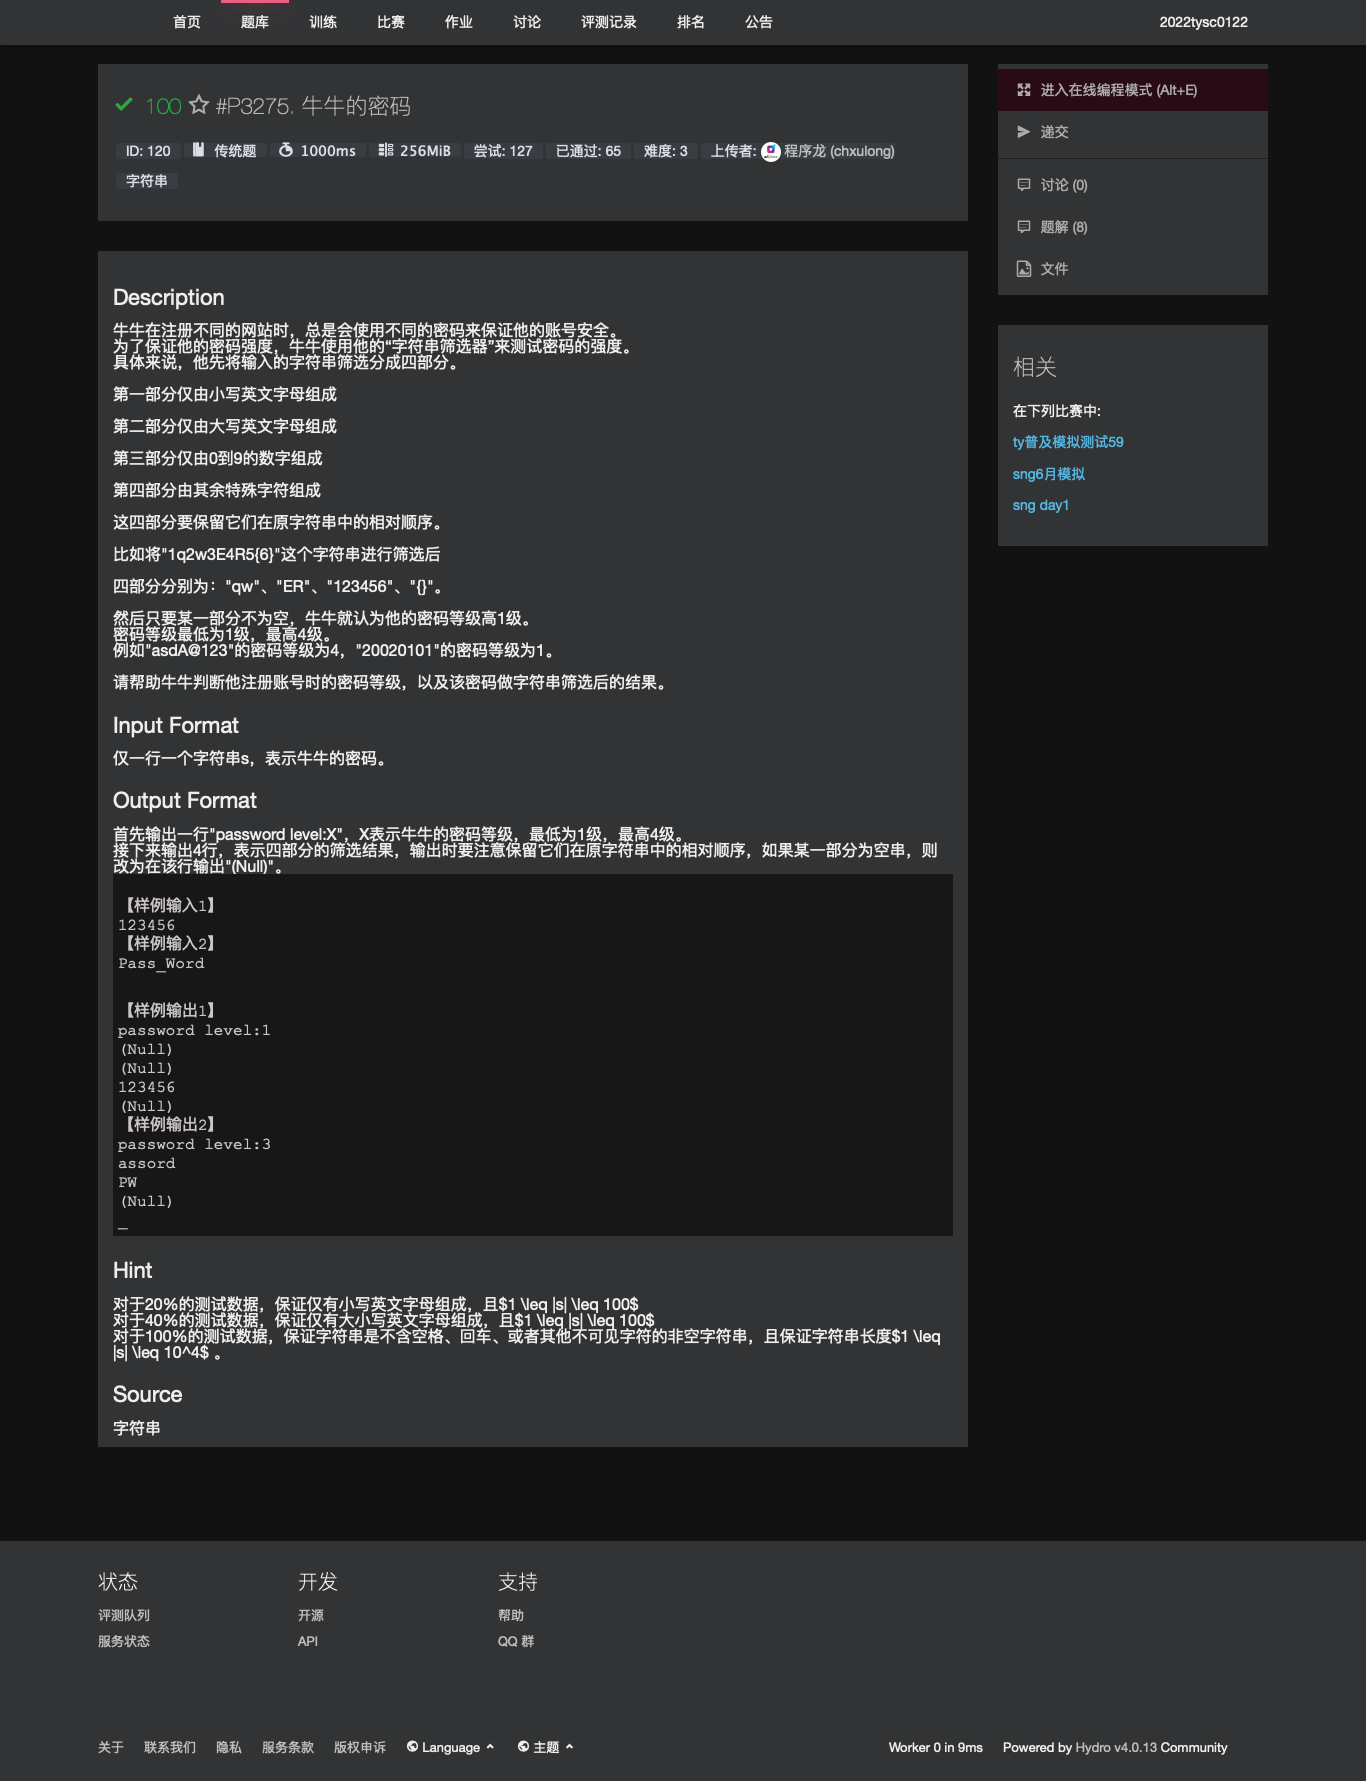 首页 题库 训练 比赛 作业 讨论 评测记录 排名 公告 2022tysc0122
100 #P3275. 牛牛的密码
ID: 120 传统题 1000ms 256MiB 尝试: 127 已通过: 65 难度: 3 上传者: 程序龙 (chxulong)
字符串
Description
牛牛在注册不同的网站时，总是会使用不同的密码来保证他的账号安全。
为了保证他的密码强度，牛牛使用他的“字符串筛选器”来测试密码的强度。
具体来说，他先将输入的字符串筛选分成四部分。
第一部分仅由小写英文字母组成
第二部分仅由大写英文字母组成
第三部分仅由0到9的数字组成
第四部分由其余特殊字符组成
这四部分要保留它们在原字符串中的相对顺序。
比如将"1q2w3E4R5{6}"这个字符串进行筛选后
四部分分别为："qw"、"ER"、"123456"、"{}"。
然后只要某一部分不为空，牛牛就认为他的密码等级高1级。
密码等级最低为1级，最高4级。
例如"asdA@123"的密码等级为4，"20020101"的密码等级为1。
请帮助牛牛判断他注册账号时的密码等级，以及该密码做字符串筛选后的结果。
Input Format
仅一行一个字符串s，表示牛牛的密码。
Output Format
首先输出一行"password level:X"，X表示牛牛的密码等级，最低为1级，最高4级。
接下来输出4行，表示四部分的筛选结果，输出时要注意保留它们在原字符串中的相对顺序，如果某一部分为空串，则
改为在该行输出"(Null)"。
【样例输入1】
123456
【样例输入2】
Pass_Word
【样例输出1】
password level:1
(Null)
(Null)
123456
(Null)
【样例输出2】
password level:3
assord
PW
(Null)
_
Hint
对于20%的测试数据，保证仅有小写英文字母组成，且$1 \leq |s| \leq 100$
对于40%的测试数据，保证仅有大小写英文字母组成，且$1 \leq |s| \leq 100$
对于100%的测试数据，保证字符串是不含空格、回车、或者其他不可见字符的非空字符串，且保证字符串长度$1 \leq
|s| \leq 10^4$ 。
Source
字符串
进入在线编程模式 (Alt+E)
递交
讨论 (0)
题解 (8)
文件
相关
在下列比赛中:
ty普及模拟测试59
sng6月模拟
sng day1
状态 开发 支持
评测队列 开源 帮助
服务状态 API QQ 群
关于 联系我们 隐私 服务条款 版权申诉 Language 主题 Worker 0 in 9ms Powered by Hydro v4.0.13 Community